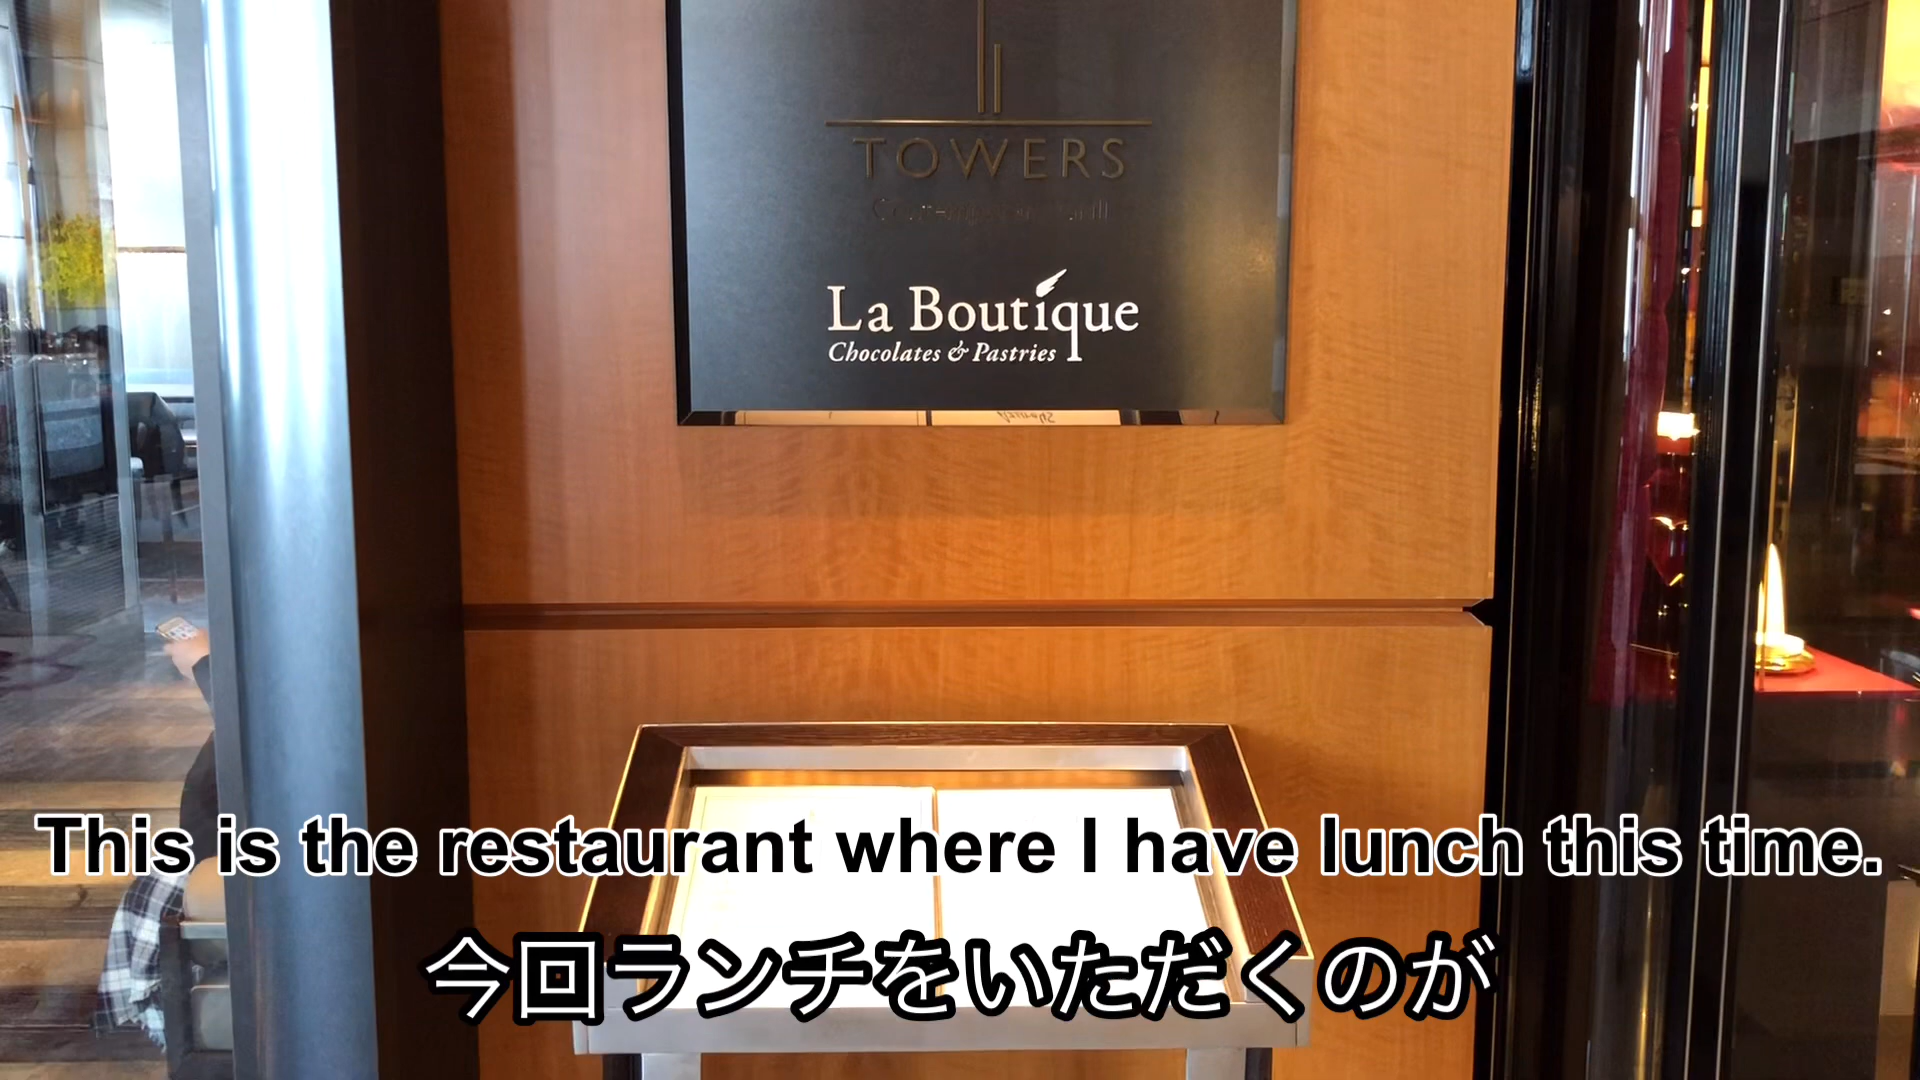 TOWERS
La Boutique
Chocolates & Pastries
This is the restaurant where I have lunch this time.
今回ランチをいただくのが